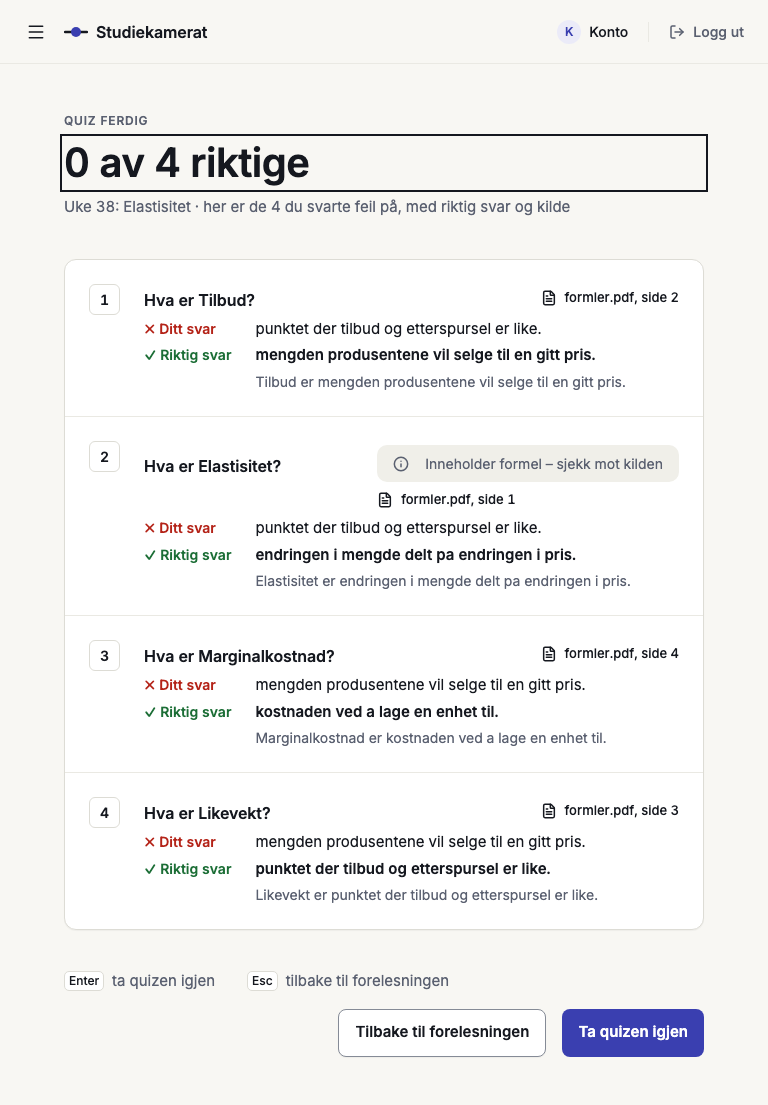 Studiekamerat
K Konto
Logg ut
QUIZ FERDIG
0 av 4 riktige
Uke 38: Elastisitet · her er de 4 du svarte feil på, med riktig svar og kilde
1 Hva er Tilbud? formler.pdf, side 2
Ditt svar punktet der tilbud og etterspursel er like.
Riktig svar mengden produsentene vil selge til en gitt pris.
Tilbud er mengden produsentene vil selge til en gitt pris.
2 Hva er Elastisitet? Inneholder formel – sjekk mot kilden
formler.pdf, side 1
Ditt svar punktet der tilbud og etterspursel er like.
Riktig svar endringen i mengde delt pa endringen i pris.
Elastisitet er endringen i mengde delt pa endringen i pris.
3 Hva er Marginalkostnad? formler.pdf, side 4
Ditt svar mengden produsentene vil selge til en gitt pris.
Riktig svar kostnaden ved a lage en enhet til.
Marginalkostnad er kostnaden ved a lage en enhet til.
4 Hva er Likevekt? formler.pdf, side 3
Ditt svar mengden produsentene vil selge til en gitt pris.
Riktig svar punktet der tilbud og etterspursel er like.
Likevekt er punktet der tilbud og etterspursel er like.
Enter ta quizen igjen Esc tilbake til forelesningen
Tilbake til forelesningen Ta quizen igjen